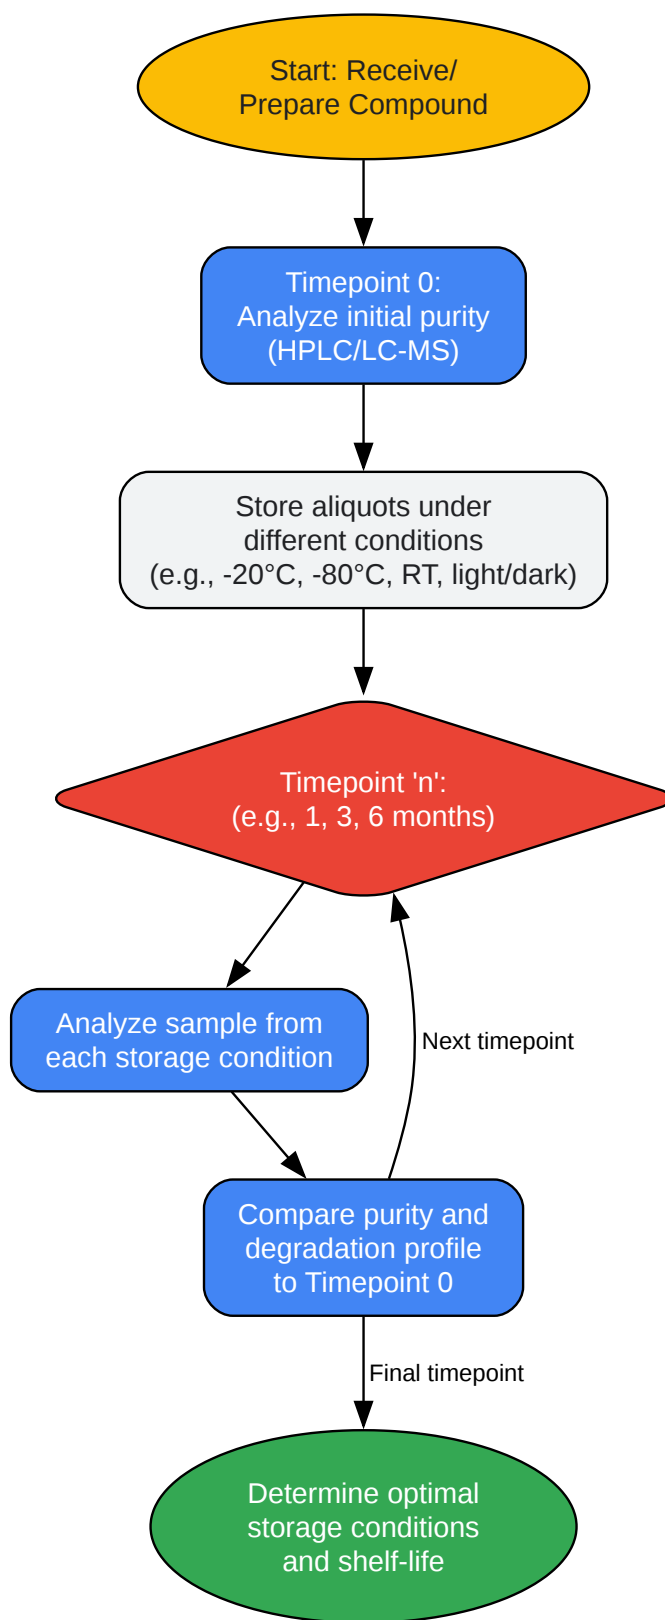 Start: Receive/
Prepare Compound
Timepoint 0:
Analyze initial purity
(HPLC/LC-MS)
Store aliquots under
different conditions
(e.g., -20°C, -80°C, RT, light/dark)
Timepoint 'n':
(e.g., 1, 3, 6 months)
Analyze sample from
each storage condition
Next timepoint
Compare purity and
degradation profile
to Timepoint 0
Final timepoint
Determine optimal
storage conditions
and shelf-life